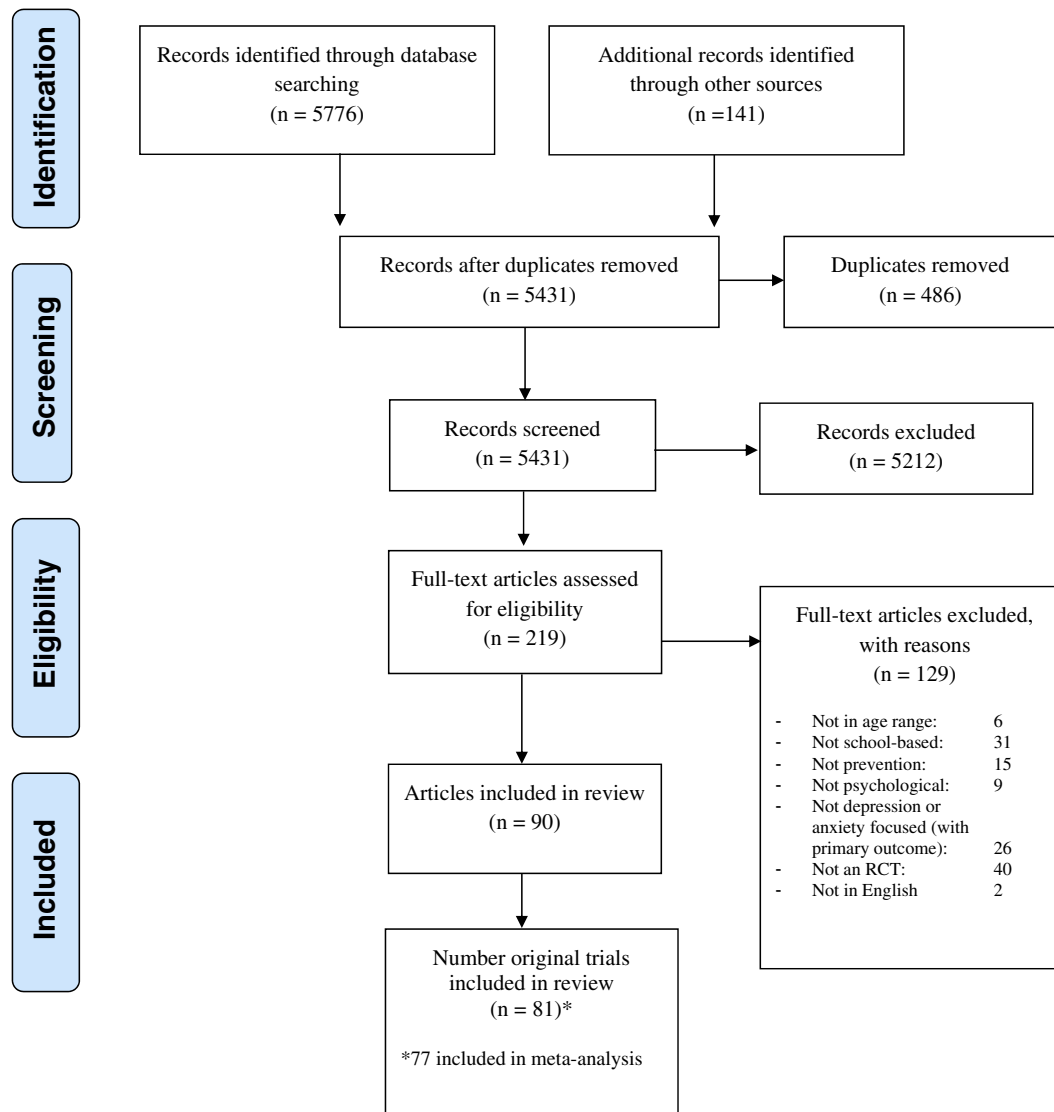 Identification
Records identified through database
searching
(n = 5776)
Additional records identified
through other sources
(n =141)
Screening
Records after duplicates removed
(n = 5431)
Duplicates removed
(n = 486)
Records screened
(n = 5431)
Records excluded
(n = 5212)
Eligibility
Full-text articles assessed
for eligibility
(n = 219)
Full-text articles excluded,
with reasons
(n = 129)
- Not in age range: 6
- Not school-based: 31
- Not prevention: 15
- Not psychological: 9
- Not depression or
anxiety focused (with
primary outcome): 26
- Not an RCT: 40
- Not in English 2
Included
Articles included in review
(n = 90)
Number original trials
included in review
(n = 81)*
*77 included in meta-analysis